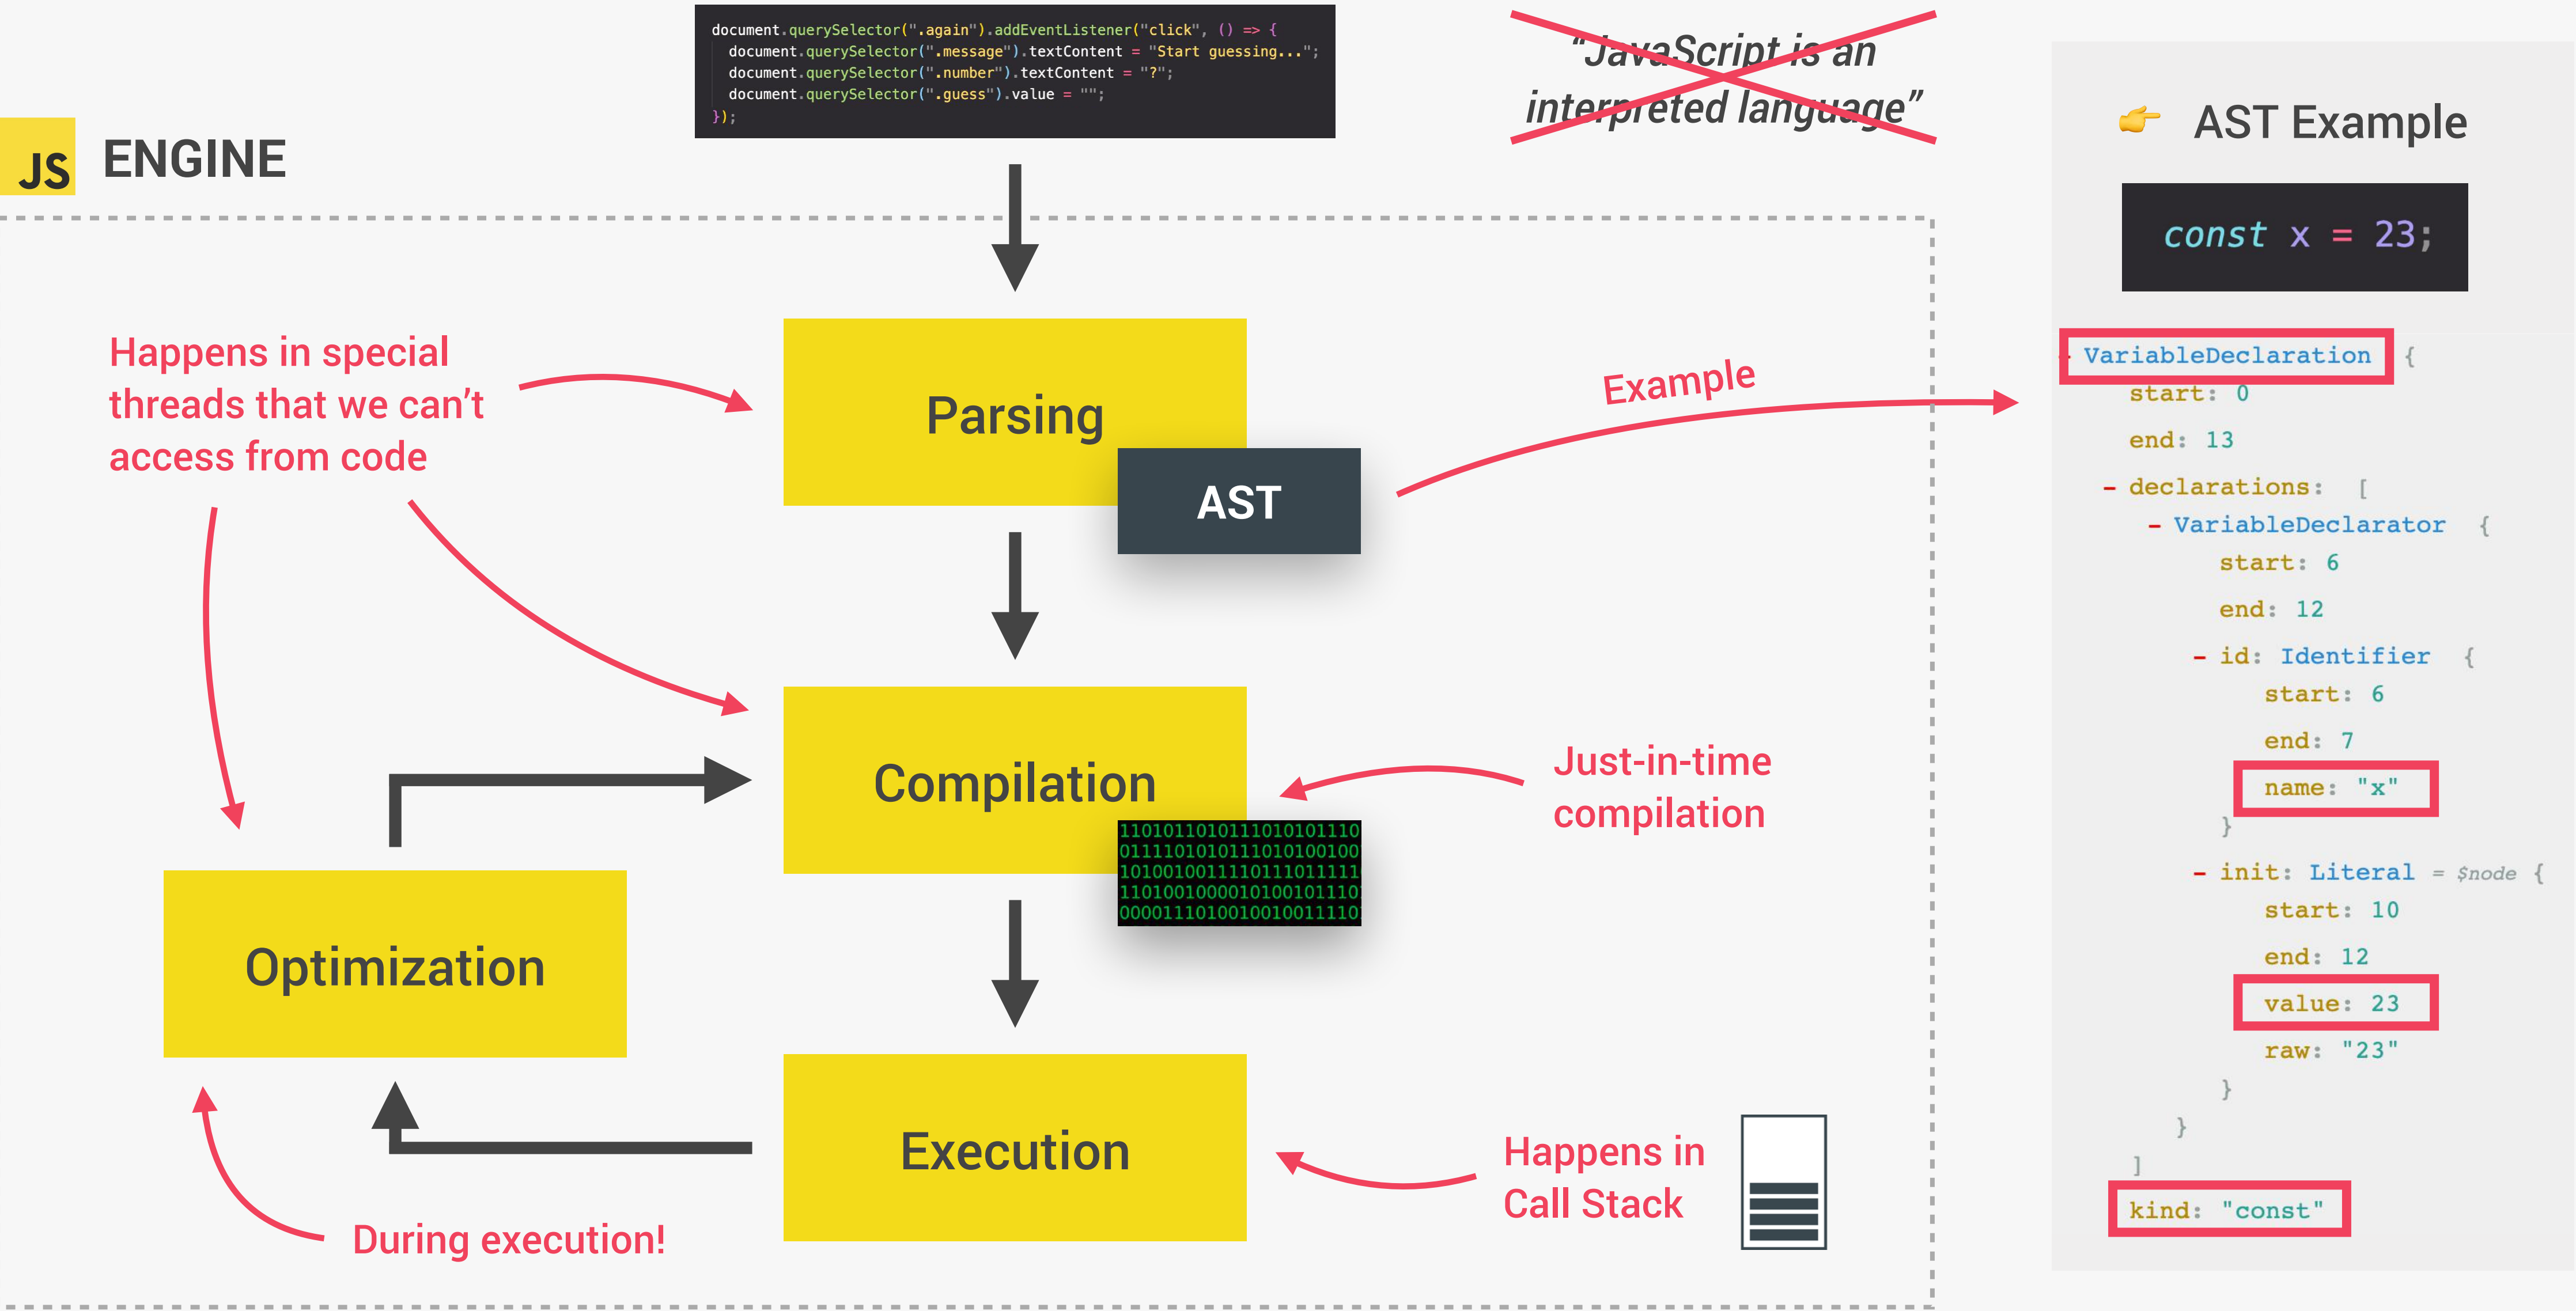 document.querySelector(".again").addEventListener("click", () => {
document.querySelector(".message").textContent = "Start guessing...";
document.querySelector(".number").textContent = "?";
document.querySelector(".guess").value = "";
});
“JavaScript is an
interpreted language”
JS ENGINE
Happens in special
threads that we can’t
access from code
Parsing
AST
Example
Compilation
1101011010111010101110
0111101010111010100100
1010010011110111011111
1101001000010100101110
0000111010010010011110
Just-in-time
compilation
Optimization
Execution
Happens in
Call Stack
During execution!
👉 AST Example
const x = 23;
- VariableDeclaration {
start: 0
end: 13
- declarations: [
- VariableDeclarator {
start: 6
end: 12
- id: Identifier {
start: 6
end: 7
name: "x"
}
- init: Literal = $node {
start: 10
end: 12
value: 23
raw: "23"
}
}
]
kind: "const"